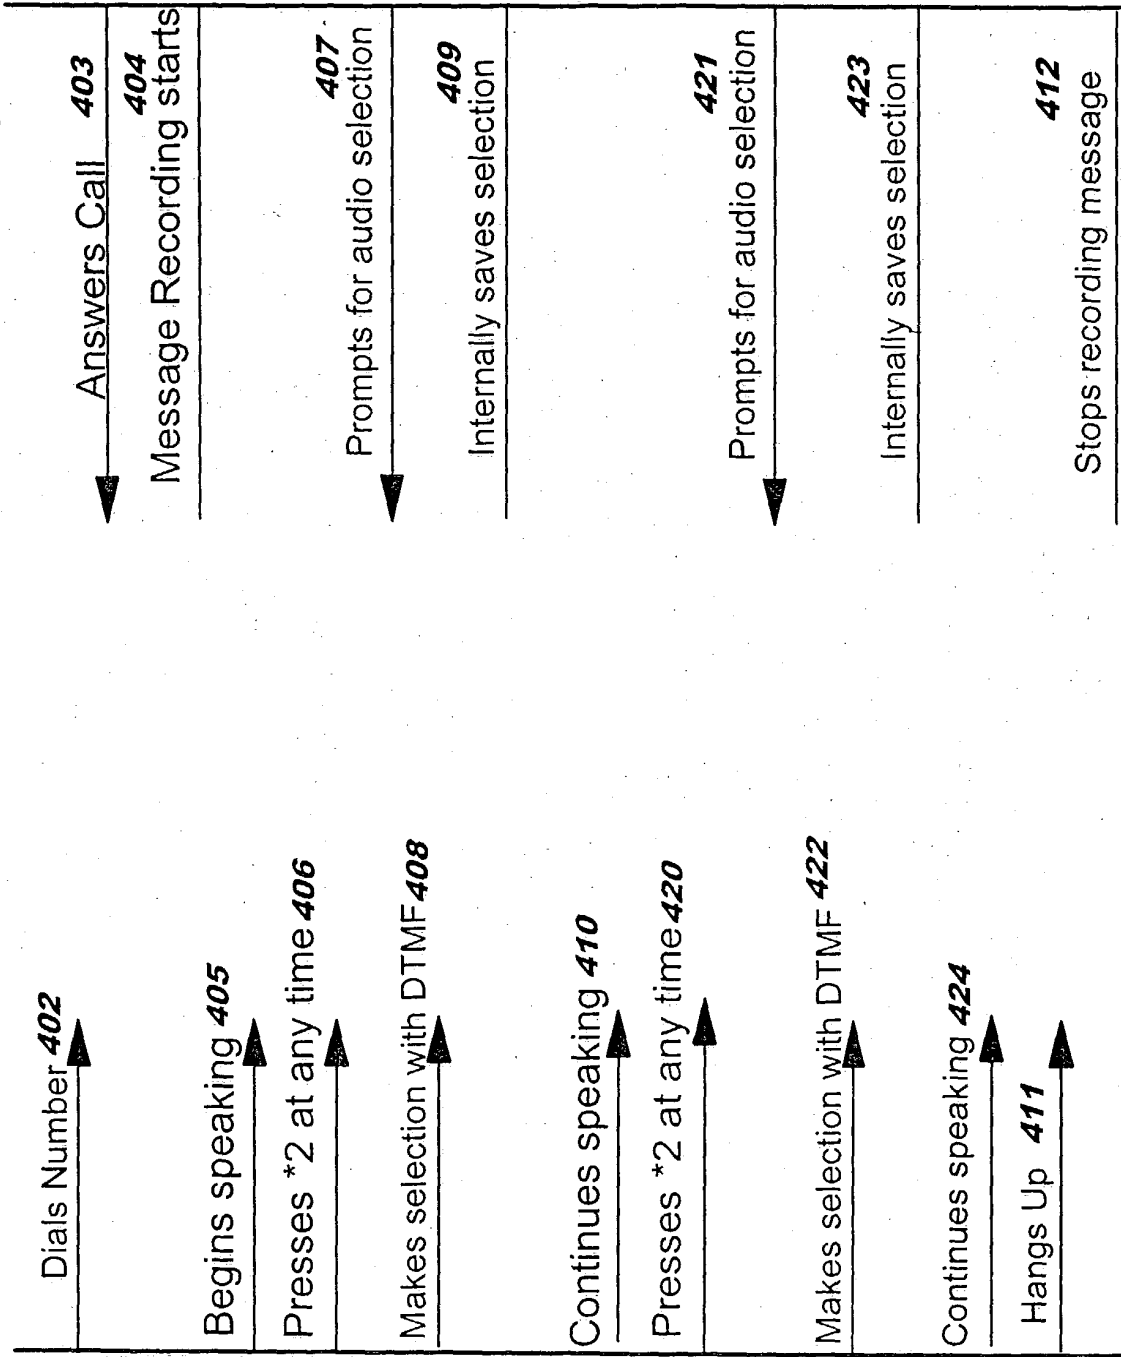 Dials Number 402
Answers Call 403
Message Recording starts 404
Begins speaking 405
Presses *2 at any time 406
Prompts for audio selection 407
Makes selection with DTMF 408
Internally saves selection 409
Continues speaking 410
Presses *2 at any time 420
Prompts for audio selection 421
Makes selection with DTMF 422
Internally saves selection 423
Continues speaking 424
Hangs Up 411
Stops recording message 412